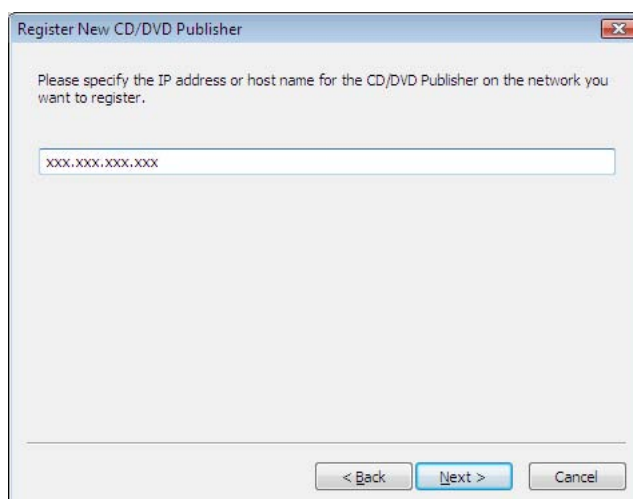 Register New CD/DVD Publisher
Please specify the IP address or host name for the CD/DVD Publisher on the network you
want to register.
xxx.xxx.xxx.xxx
< Back
Next >
Cancel